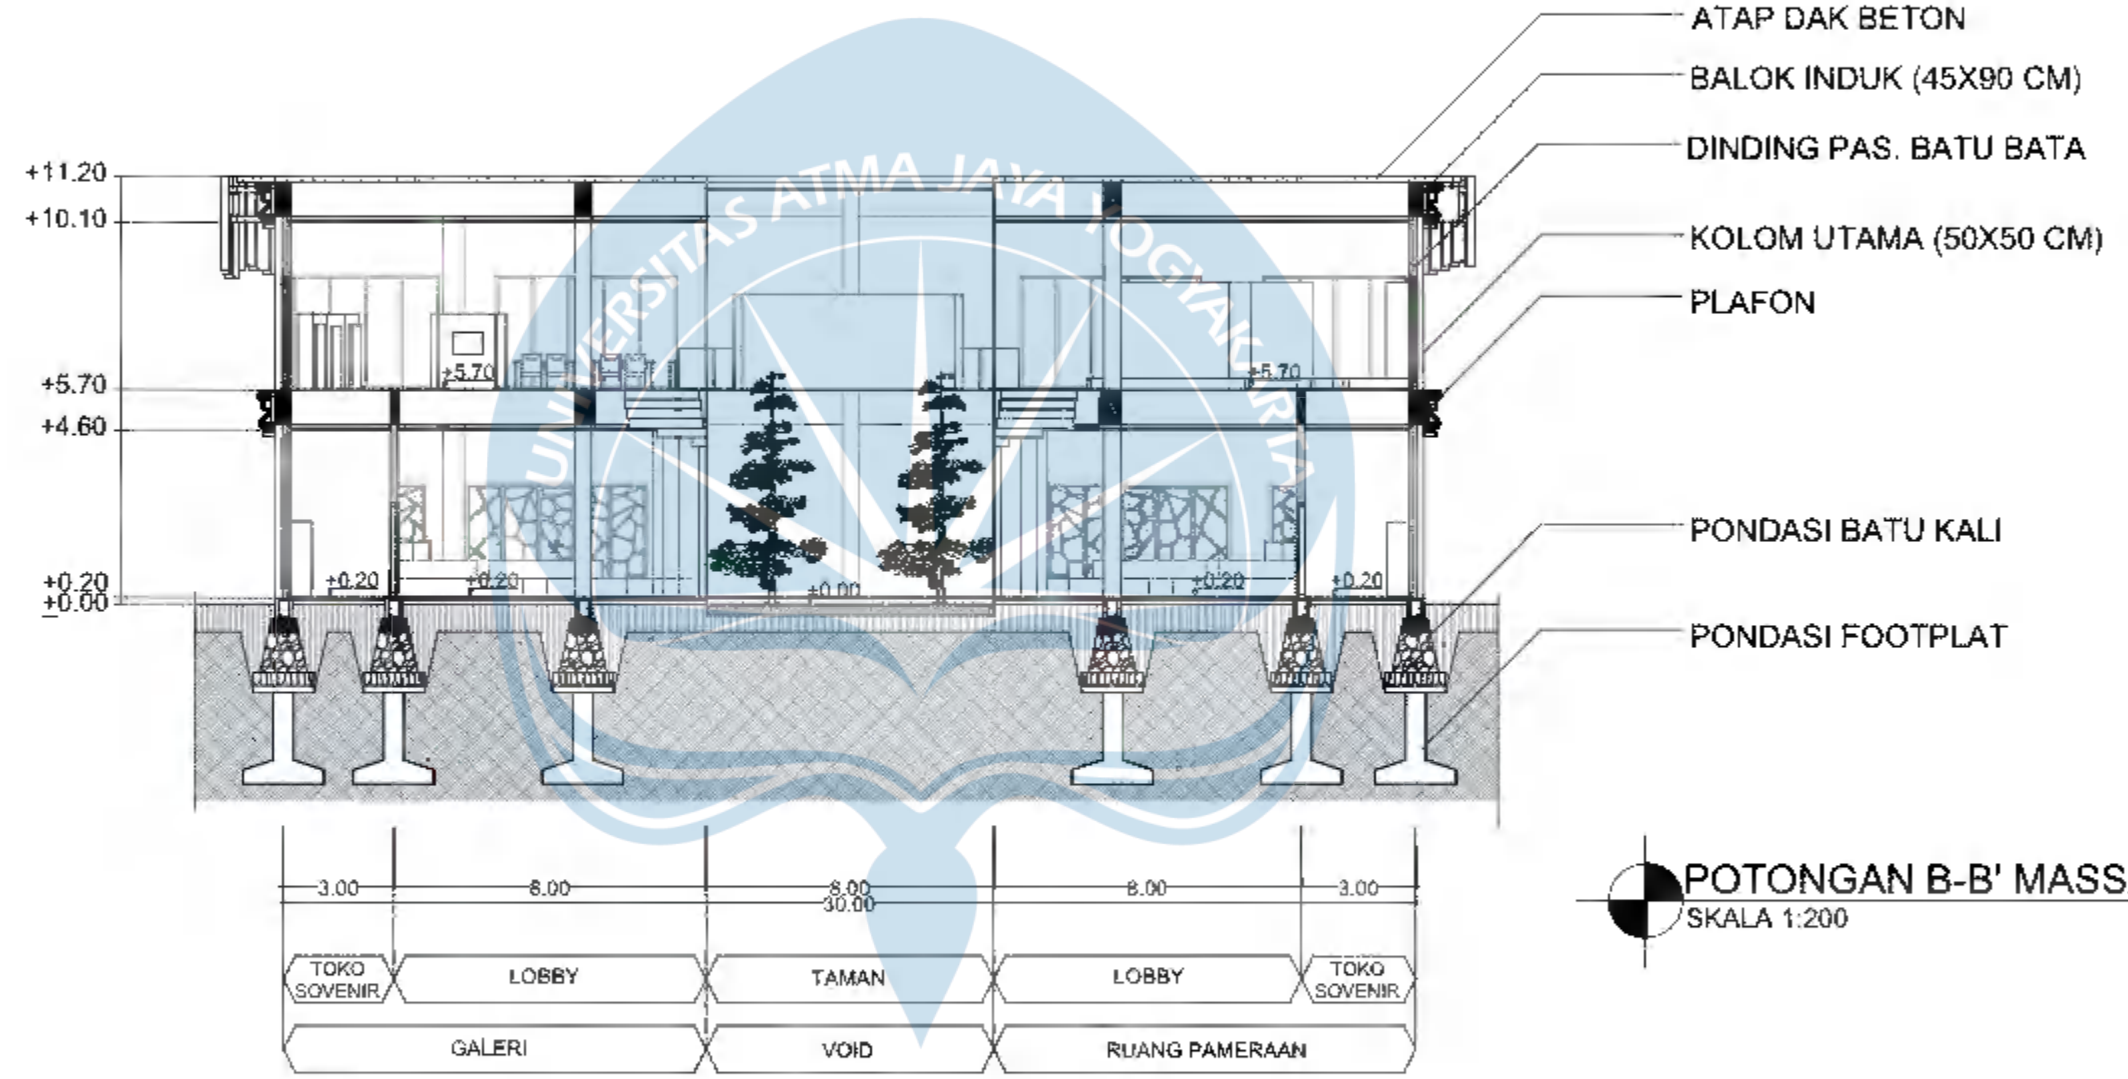 ATAP DAK BETON
BALOK INDUK (45X90 CM)
DINDING PAS. BATU BATA
KOLOM UTAMA (50X50 CM)
PLAFON
PONDASI BATU KALI
PONDASI FOOTPLAT
UNIVERSITAS ATMA JAYA YOGYAKARTA
+11.20
+10.10
+5.70
+4.60
+0.20
+0.00
+5.70
+5.70
+0.20
+0.20
+0.00
+0.20
+0.20
3.00 8.00 8.00 8.00 3.00
30.00
TOKO SOVENIR
LOBBY
TAMAN
LOBBY
TOKO SOVENIR
GALERI
VOID
RUANG PAMERAAN
POTONGAN B-B' MASS
SKALA 1:200